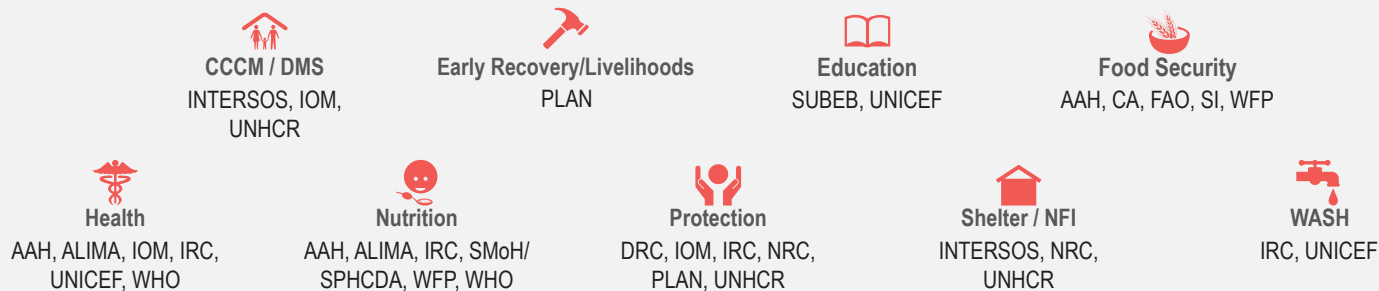 CCCM / DMS
INTERSOS, IOM,
UNHCR
Early Recovery/Livelihoods
PLAN
Education
SUBEB, UNICEF
Food Security
AAH, CA, FAO, SI, WFP
Health
AAH, ALIMA, IOM, IRC,
UNICEF, WHO
Nutrition
AAH, ALIMA, IRC, SMoH/
SPHCDA, WFP, WHO
Protection
DRC, IOM, IRC, NRC,
PLAN, UNHCR
Shelter / NFI
INTERSOS, NRC,
UNHCR
WASH
IRC, UNICEF